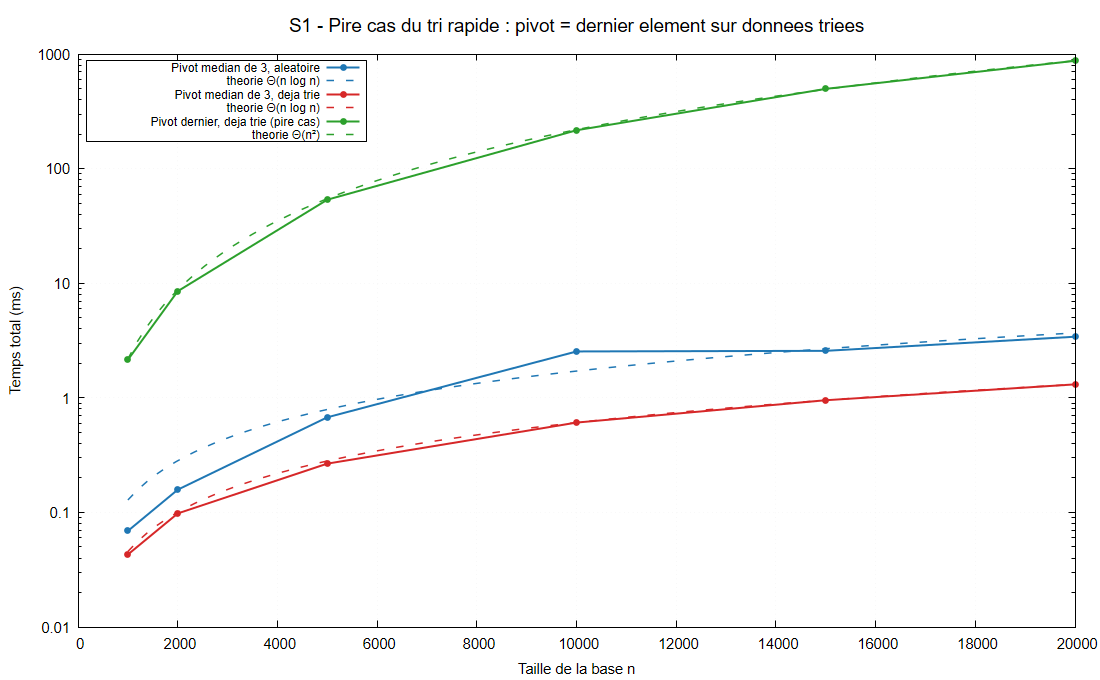 S1 - Pire cas du tri rapide : pivot = dernier element sur donnees triees
Pivot median de 3, aleatoire
theorie Θ(n log n)
Pivot median de 3, deja trie
theorie Θ(n log n)
Pivot dernier, deja trie (pire cas)
theorie Θ(n²)
1000
100
10
1
0.1
0.01
Temps total (ms)
0 2000 4000 6000 8000 10000 12000 14000 16000 18000 20000
Taille de la base n